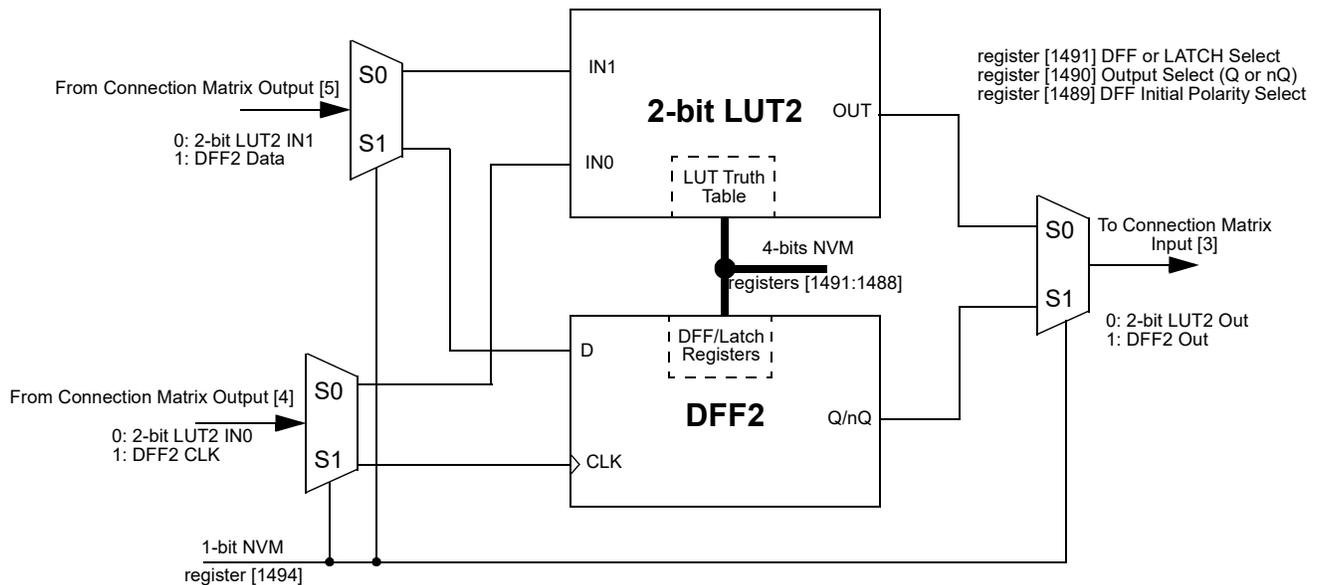 From Connection Matrix Output [5]
0: 2-bit LUT2 IN1
1: DFF2 Data
S0
S1
IN1
IN0
2-bit LUT2
OUT
LUT Truth
Table
register [1491] DFF or LATCH Select
register [1490] Output Select (Q or nQ)
register [1489] DFF Initial Polarity Select
4-bits NVM
registers [1491:1488]
S0
S1
To Connection Matrix
Input [3]
0: 2-bit LUT2 Out
1: DFF2 Out
DFF/Latch
Registers
D
DFF2
Q/nQ
CLK
From Connection Matrix Output [4]
0: 2-bit LUT2 IN0
1: DFF2 CLK
S0
S1
1-bit NVM
register [1494]